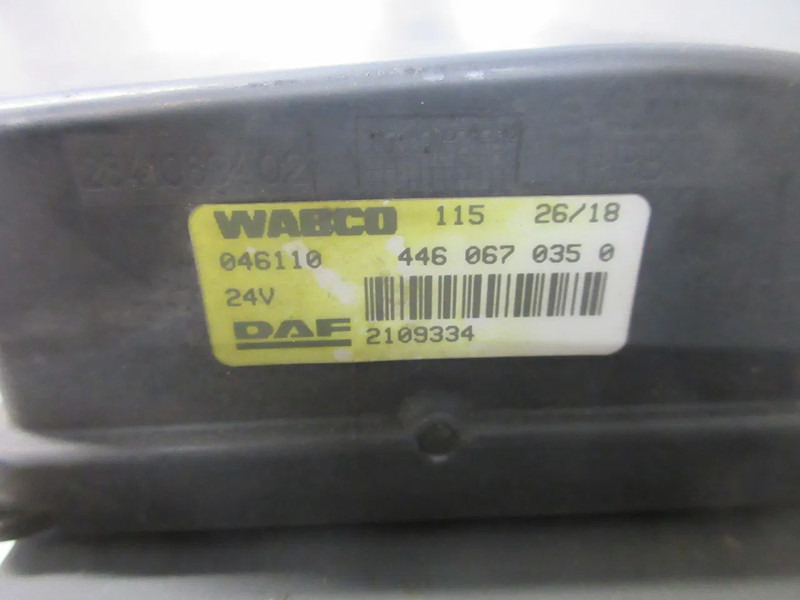 WABCO 115 26/18
046110 446 067 035 0
24V
DAF 2109334